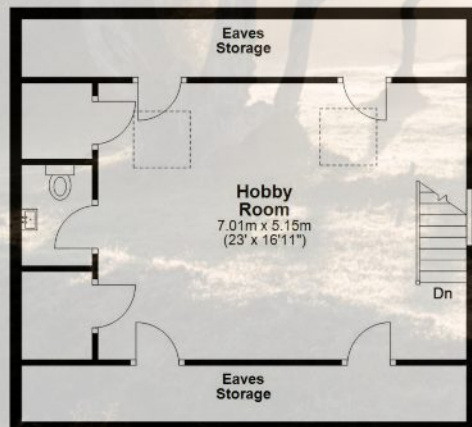 Eaves
Storage
Hobby
Room
7.01m x 5.15m
(23' x 16'11")
Dn
Eaves
Storage